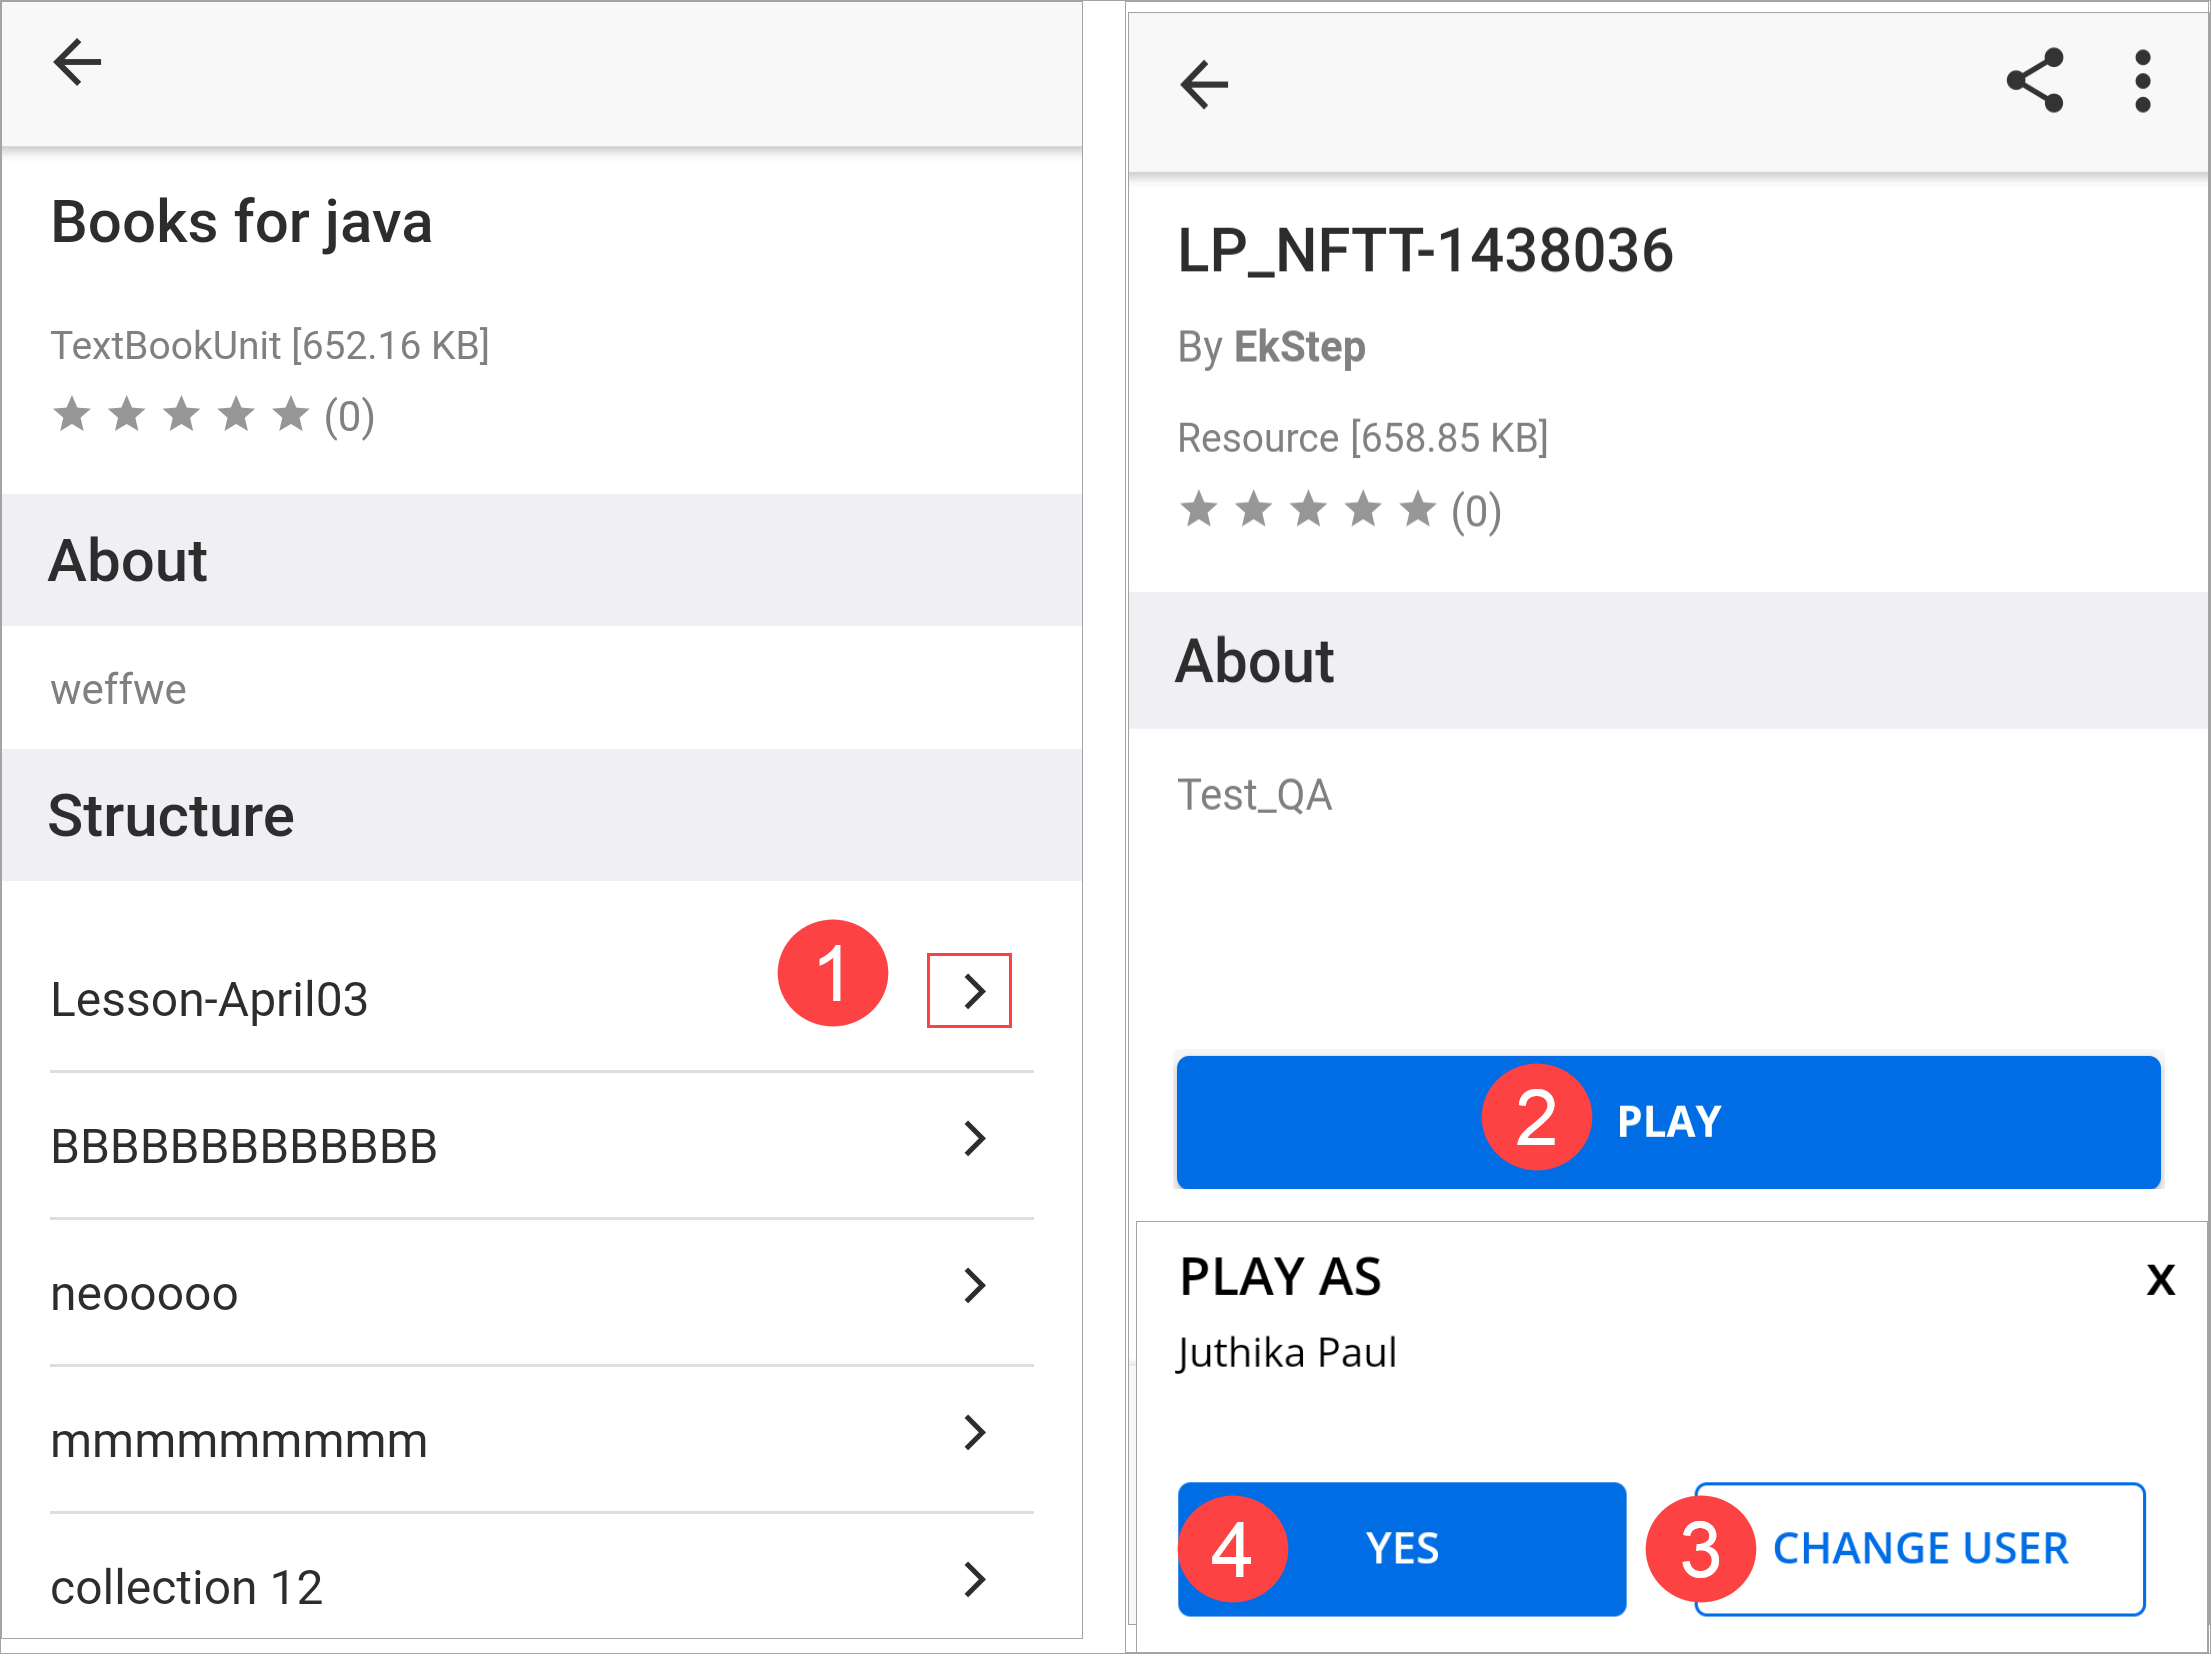 Books for java
TextBookUnit [652.16 KB]
(0)
About
weffwe
Structure
Lesson-April03
1
BBBBBBBBBBBBB
neooooo
mmmmmmmmm
collection 12
LP_NFTT-1438036
By EkStep
Resource [658.85 KB]
(0)
About
Test_QA
2 PLAY
PLAY AS X
Juthika Paul
4 YES
3 CHANGE USER